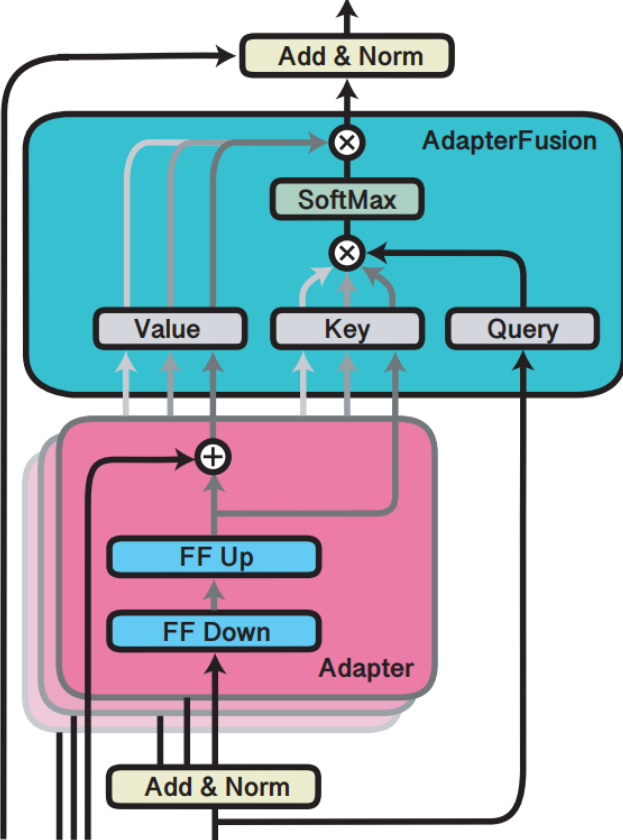 Add & Norm
AdapterFusion
SoftMax
Value
Key
Query
FF Up
FF Down
Adapter
Add & Norm